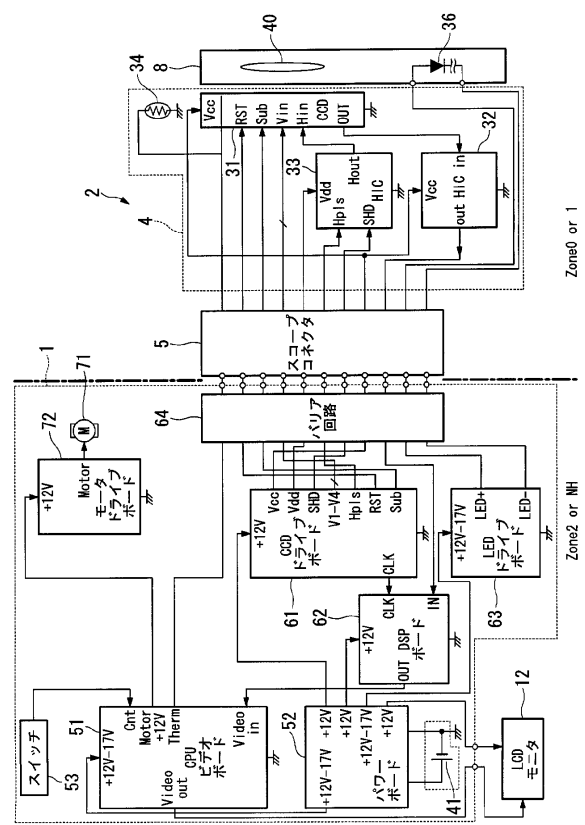 2
4
34
8
40
36
Vcc
RST
Sub
Vin
Hin
CCD
OUT
31
33
Vdd
Hout
Hpls
SHD
HIC
32
Vcc
in
HIC
out
Zone0 or 1
5
スコープ
コネクタ
1
64
バリア
回路
71
M
72
+12V
Motor
モータ
ドライブ
ボード
+12V
Vcc
Vdd
SHD
V1-V4
Hpls
RST
Sub
CCD
ドライブ
ボード
CLK
61
62
CLK
+12V
IN
DSP
ボード
OUT
+12V-17V
LED+
LED-
LED
ドライブ
ボード
63
Zone2 or NH
スイッチ
53
51
+12V-17V
Cnt
Motor
+12V
Therm
CPU
ビデオ
ボード
Video
in
Video
out
52
+12V-17V
+12V
+12V
+12V-17V
+12V
パワー
ボード
41
12
LCD
モニタ